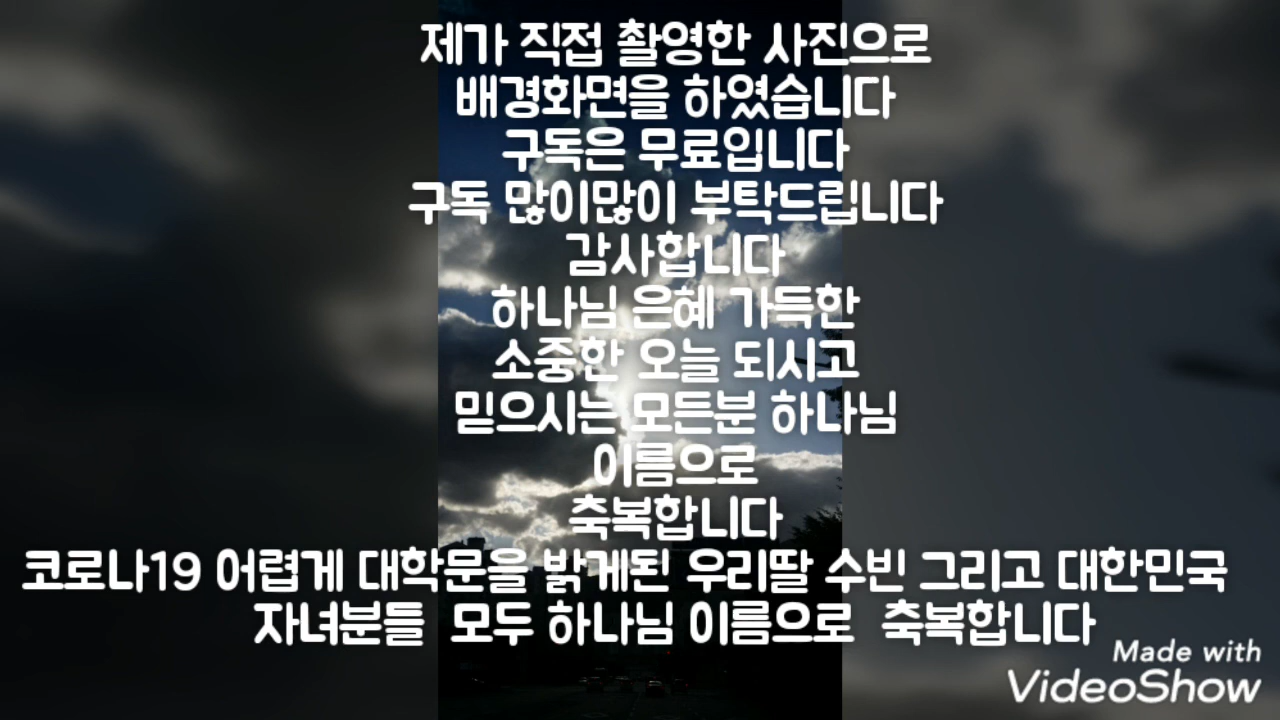 제가 직접 촬영한 사진으로
배경화면을 하였습니다
구독은 무료입니다
구독 많이많이 부탁드립니다
감사합니다
하나님 은혜 가득한
소중한 오늘 되시고
믿으시는 모든분 하나님
이름으로
축복합니다
코로나19 어렵게 대학문을 밝게된 우리딸 수빈 그리고 대한민국
자녀분들 모두 하나님 이름으로 축복합니다
Made with
VideoShow